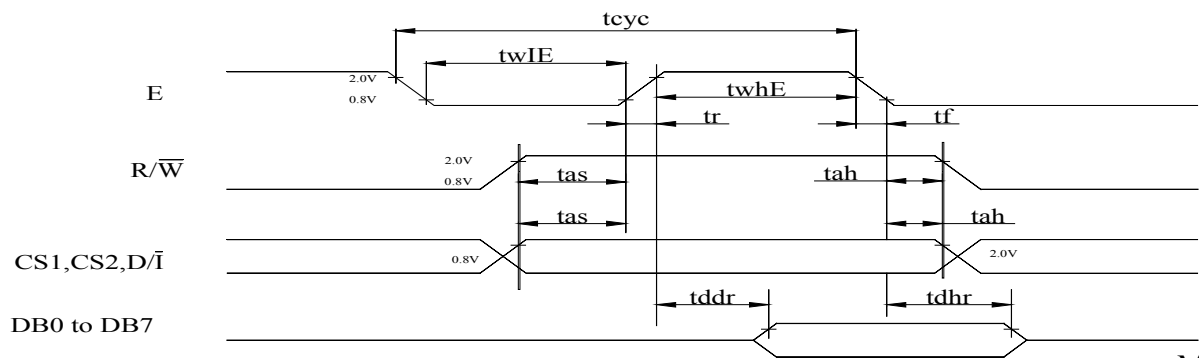 tcyc
twIE
E
2.0V
0.8V
twhE
tr
tf
R/W̅
2.0V
0.8V
tas
tah
tas
tah
CS1,CS2,D/I̅
0.8V
2.0V
tddr
tdhr
DB0 to DB7